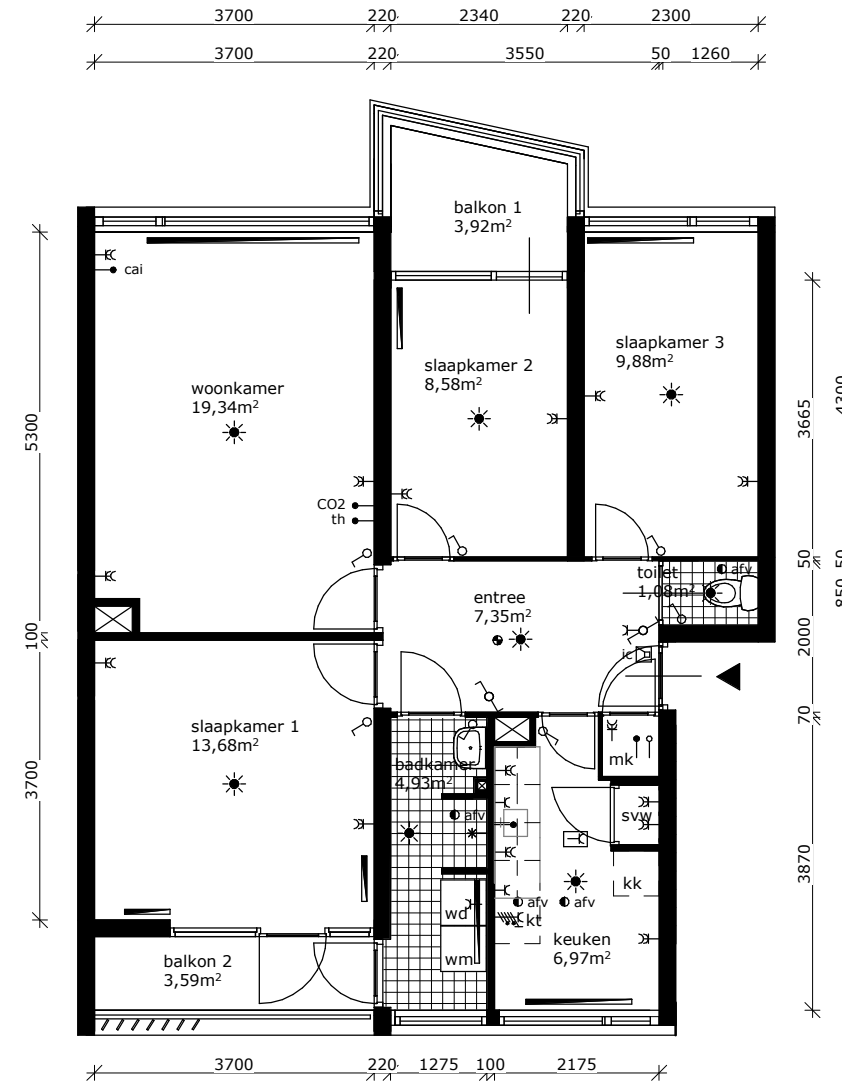 3700 220 2340 220 2300
3700 220 3550 50 1260
balkon 1
3,92m²
cai
slaapkamer 3
9,88m²
slaapkamer 2
8,58m²
woonkamer
19,34m²
5300
3665
4300
CO2
th
50
50
toilet
1,08m²
afv
850
entree
7,35m²
ic
100
2000
70
slaapkamer 1
13,68m²
badkamer
4,93m²
mk
svw
afv
3700
3870
kk
wd
afv
afv
kt
keuken
6,97m²
wm
balkon 2
3,59m²
3700 220 1275 100 2175